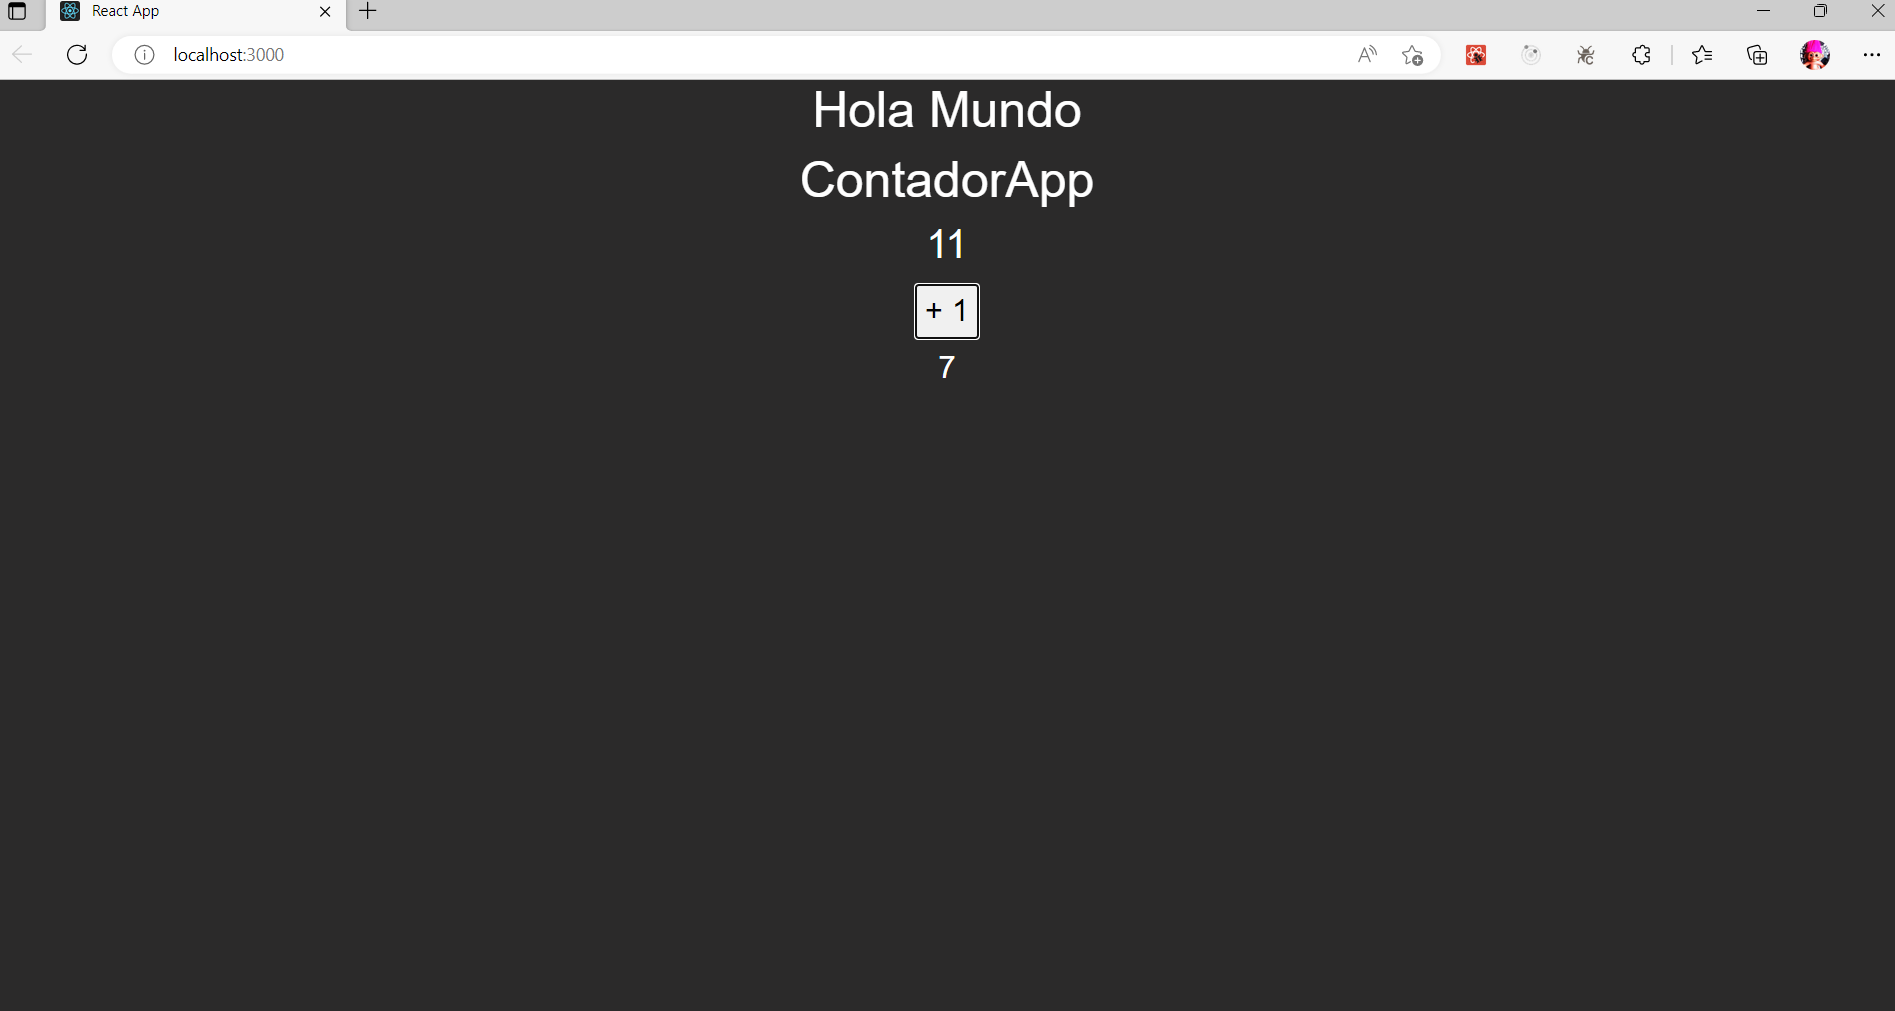 React App
localhost:3000
Hola Mundo
ContadorApp
11
+ 1
7